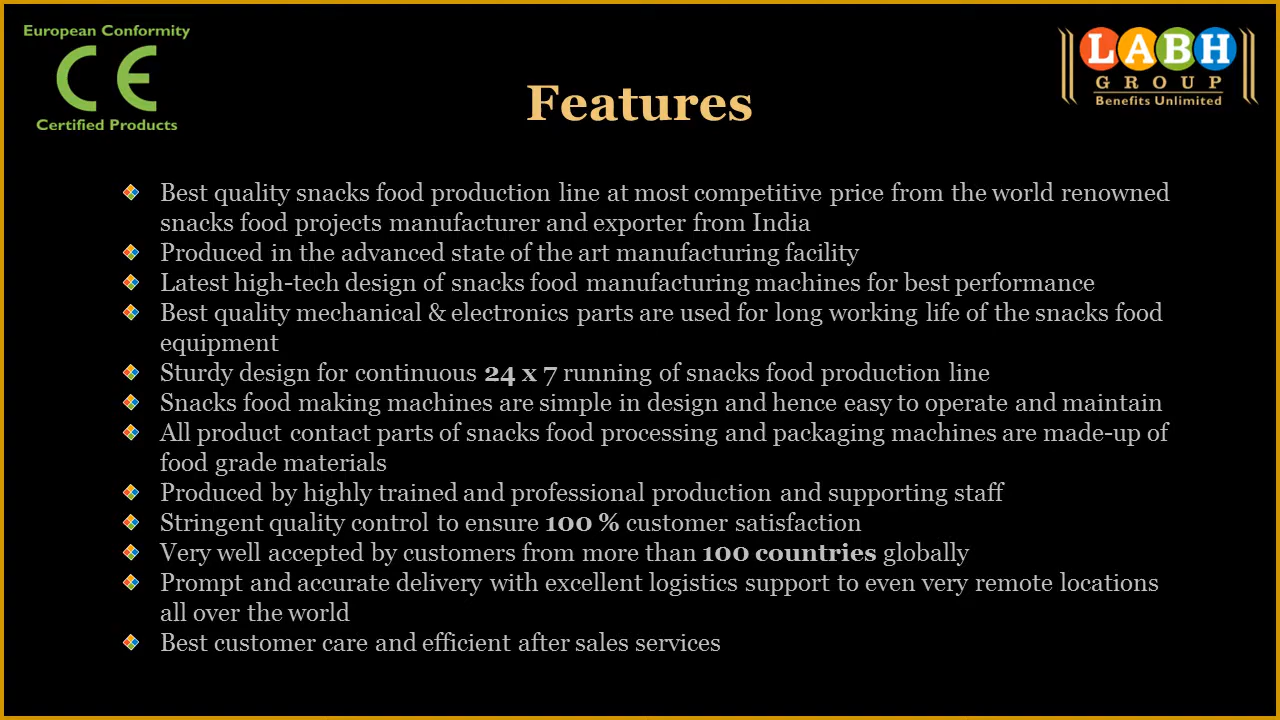 European Conformity
CE
Certified Products
LABH
GROUP
Benefits Unlimited
Features
Best quality snacks food production line at most competitive price from the world renowned
snacks food projects manufacturer and exporter from India
Produced in the advanced state of the art manufacturing facility
Latest high-tech design of snacks food manufacturing machines for best performance
Best quality mechanical & electronics parts are used for long working life of the snacks food
equipment
Sturdy design for continuous 24 x 7 running of snacks food production line
Snacks food making machines are simple in design and hence easy to operate and maintain
All product contact parts of snacks food processing and packaging machines are made-up of
food grade materials
Produced by highly trained and professional production and supporting staff
Stringent quality control to ensure 100 % customer satisfaction
Very well accepted by customers from more than 100 countries globally
Prompt and accurate delivery with excellent logistics support to even very remote locations
all over the world
Best customer care and efficient after sales services